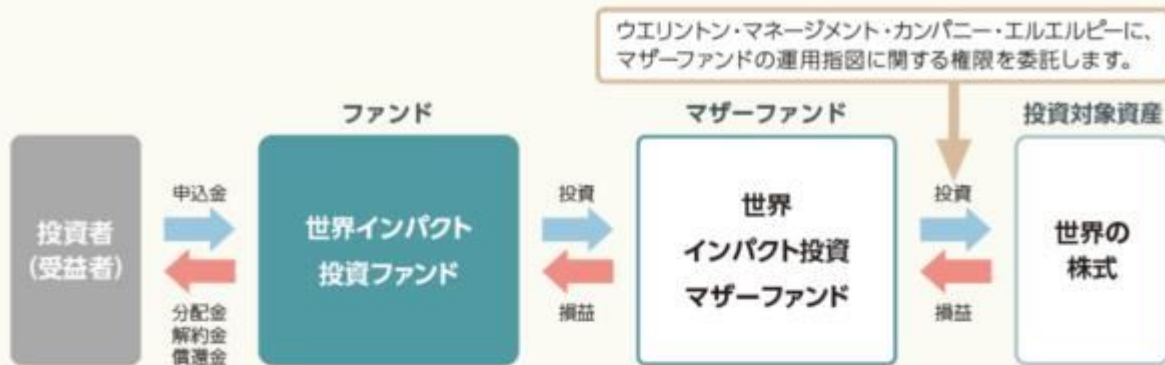 ウエリントン・マネージメント・カンパニー・エルエルピーに、
マザーファンドの運用指図に関する権限を委託します。
ファンド
マザーファンド
投資対象資産
投資者
(受益者)
申込金
分配金
解約金
償還金
世界インパクト
投資ファンド
投資
損益
世界
インパクト投資
マザーファンド
投資
損益
世界の
株式